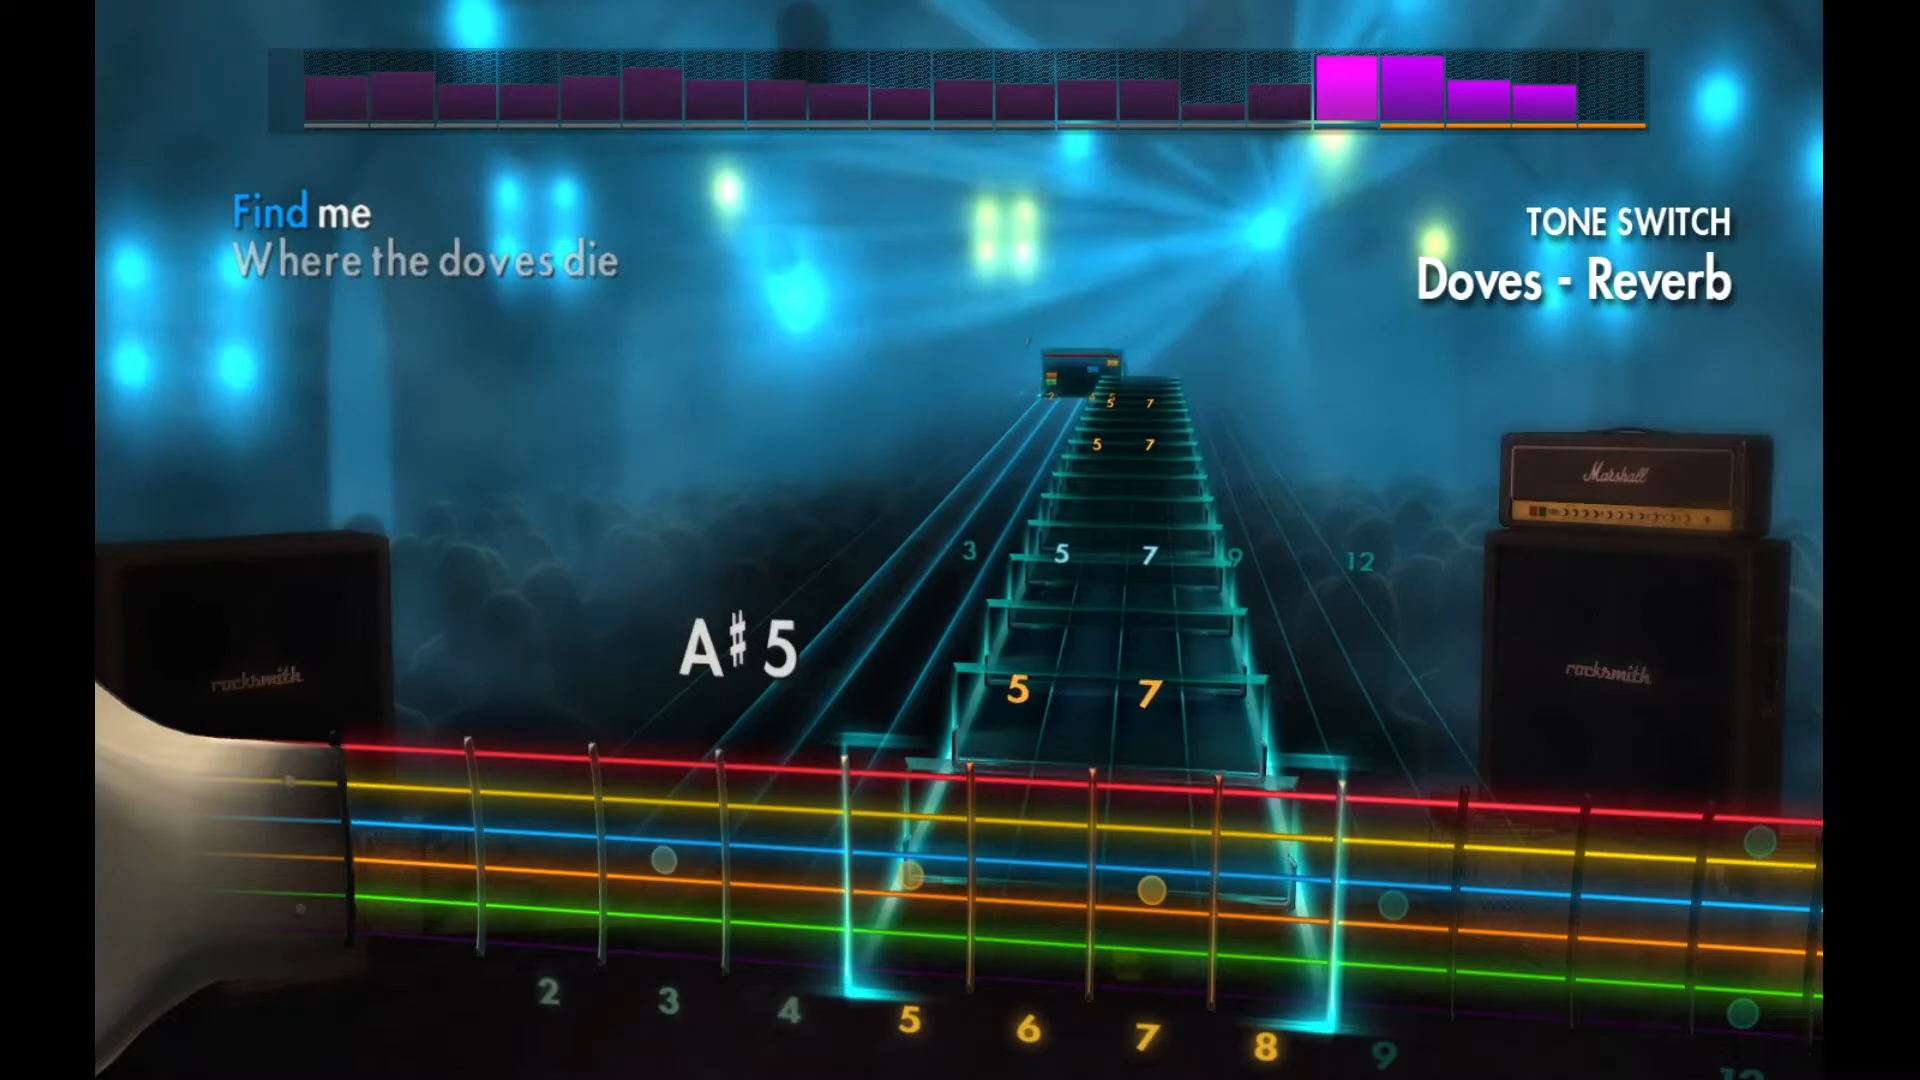 Find me
Where the doves die
TONE SWITCH
Doves - Reverb
5 7
5 7
Marshall
3 5 7 9 12
A♯5
rocksmith
rocksmith
5 7
2 3 4 5 6 7 8 9 12